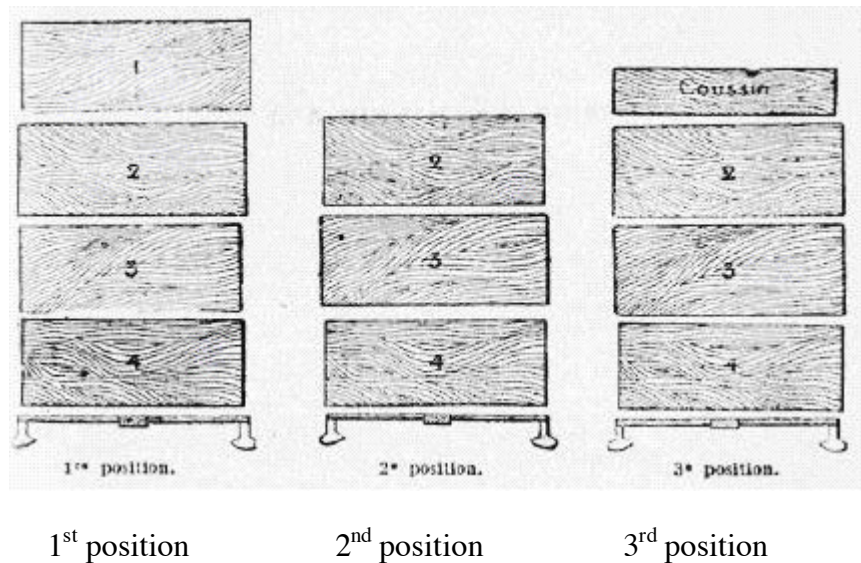 1
2
3
4
1re position.
2
3
4
2e position.
Coussin
2
3
4
3e position.
1st position
2nd position
3rd position